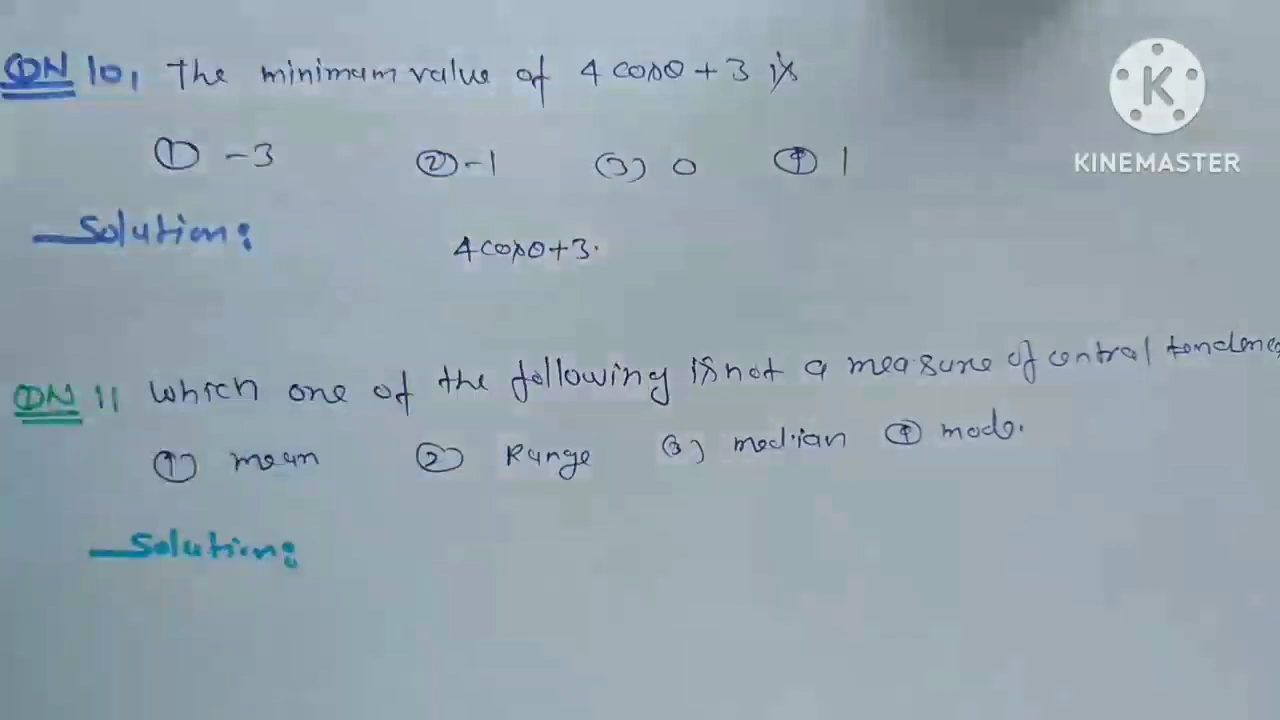 QN 10, The minimum value of 4 cosθ + 3 is
① -3 ② -1 (3) 0 ④ 1
Solution:
4cosθ+3.
QN 11 Which one of the following is not a measure of central tendenc
① mean ② Range (3) median ④ mode.
Solution:
K
KINEMASTER